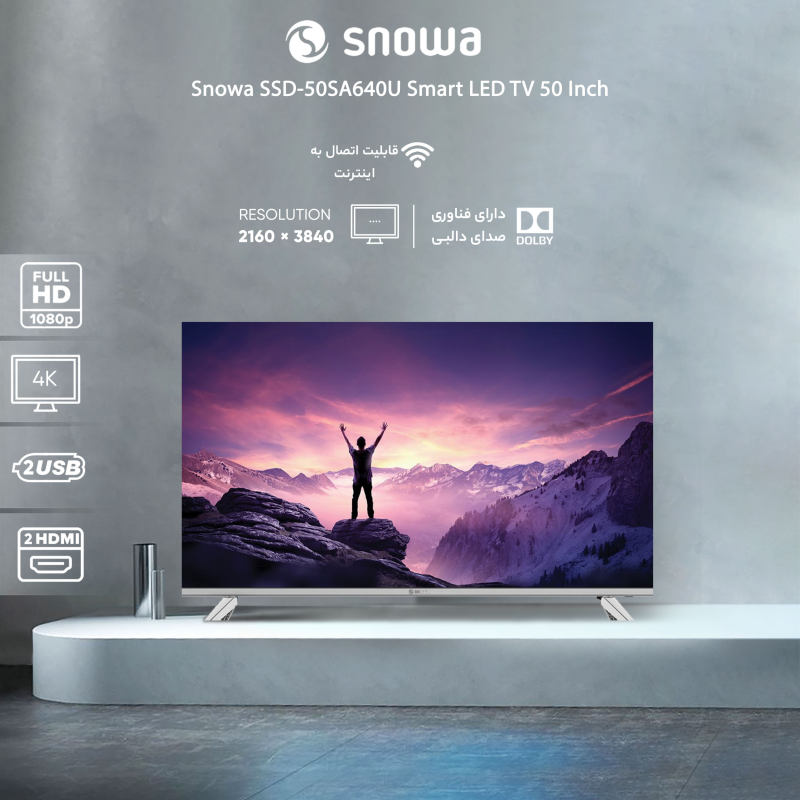 snowa
Snowa SSD-50SA640U Smart LED TV 50 Inch
قابلیت اتصال به
اینترنت
RESOLUTION
2160 × 3840
دارای فناوری
صدای دالبی
DOLBY
FULL
HD
1080p
4K
2USB
2 HDMI